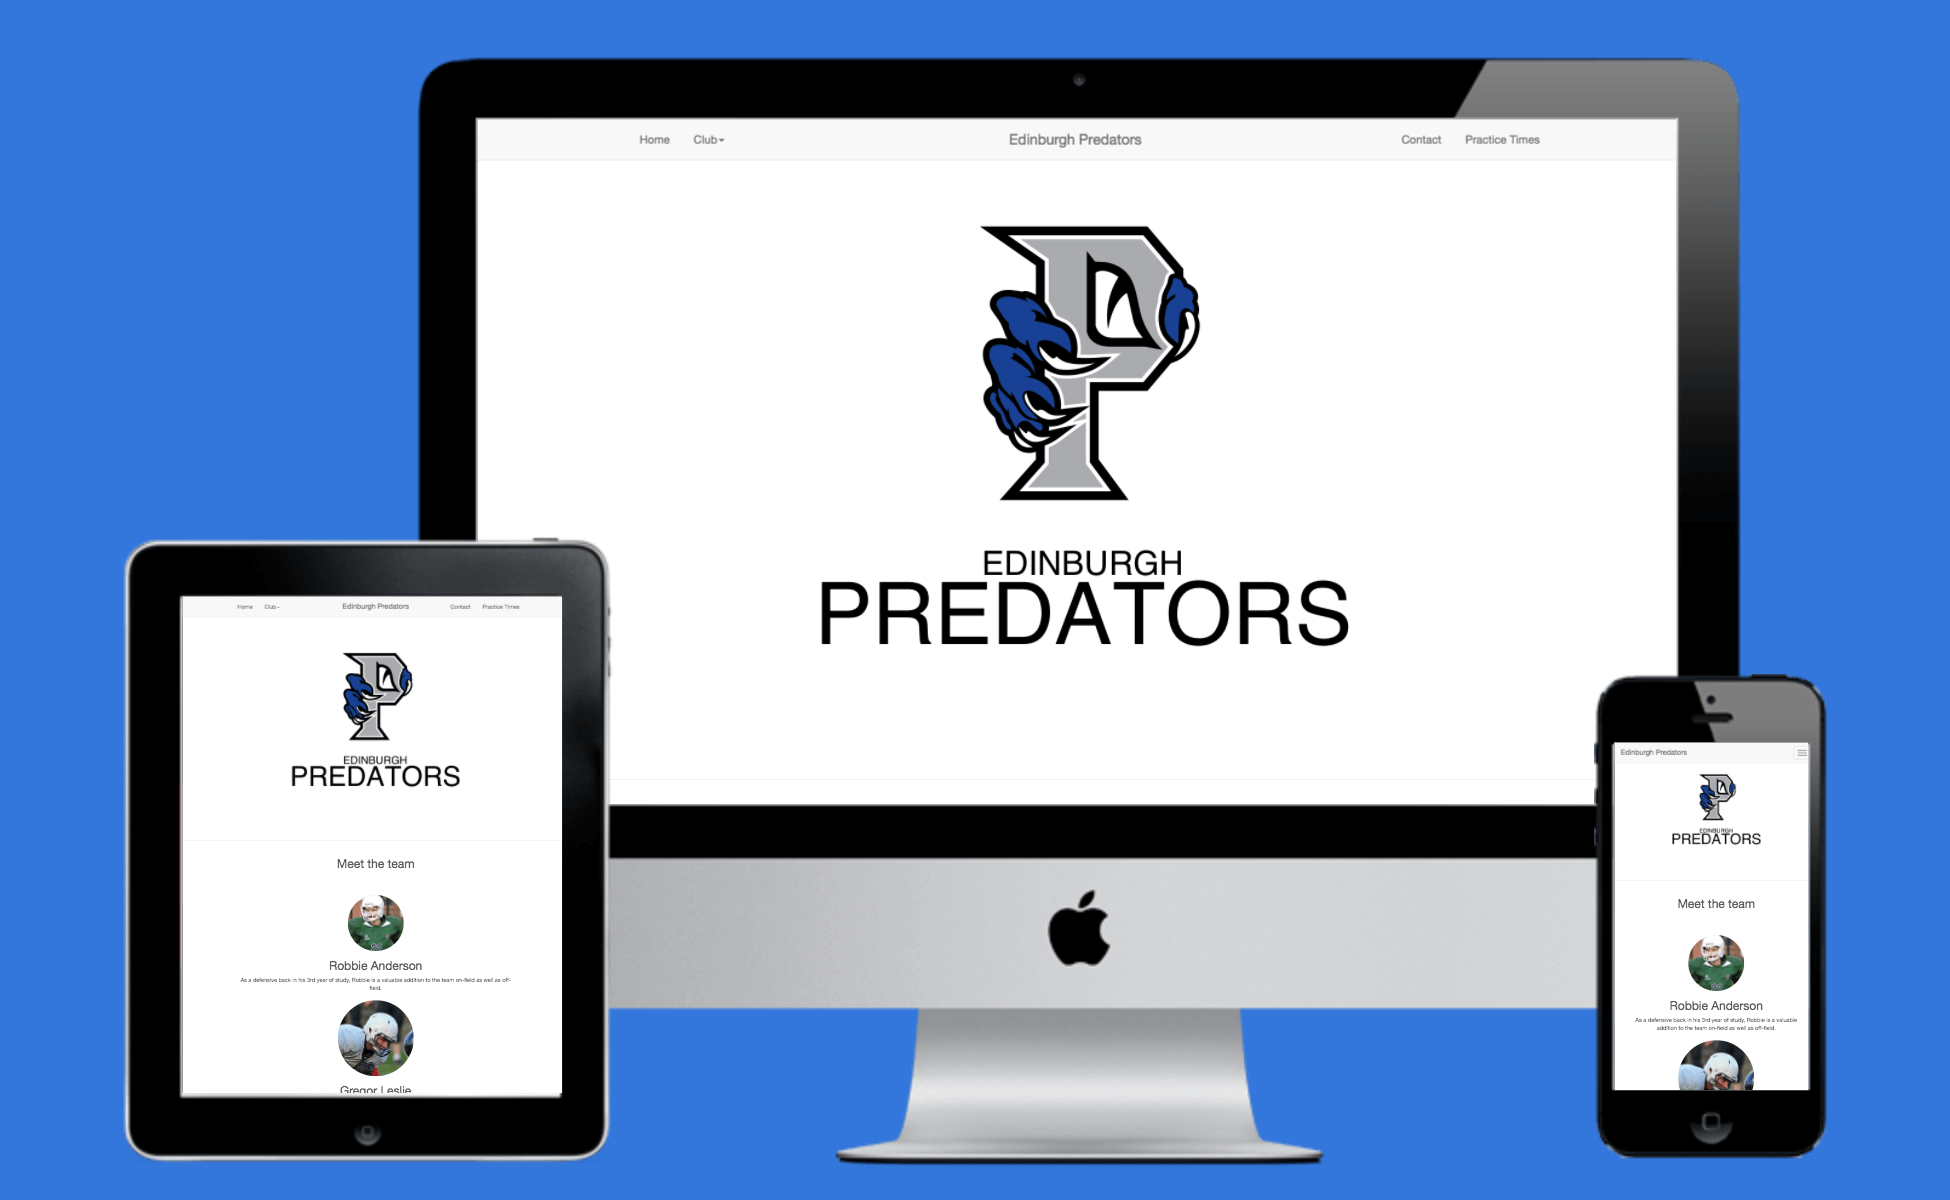 Home Club Edinburgh Predators Contact Practice Times
EDINBURGH
PREDATORS
Home Club Edinburgh Predators Contact Practice Times
EDINBURGH
PREDATORS
Meet the team
Robbie Anderson
As a defensive back in his 3rd year of study, Robbie is a valuable addition to the team on-field as well as off-
field.
Gregor Leslie
Edinburgh Predators
EDINBURGH
PREDATORS
Meet the team
Robbie Anderson
As a defensive back in his 3rd year of study, Robbie is a valuable
addition to the team on-field as well as off-field.